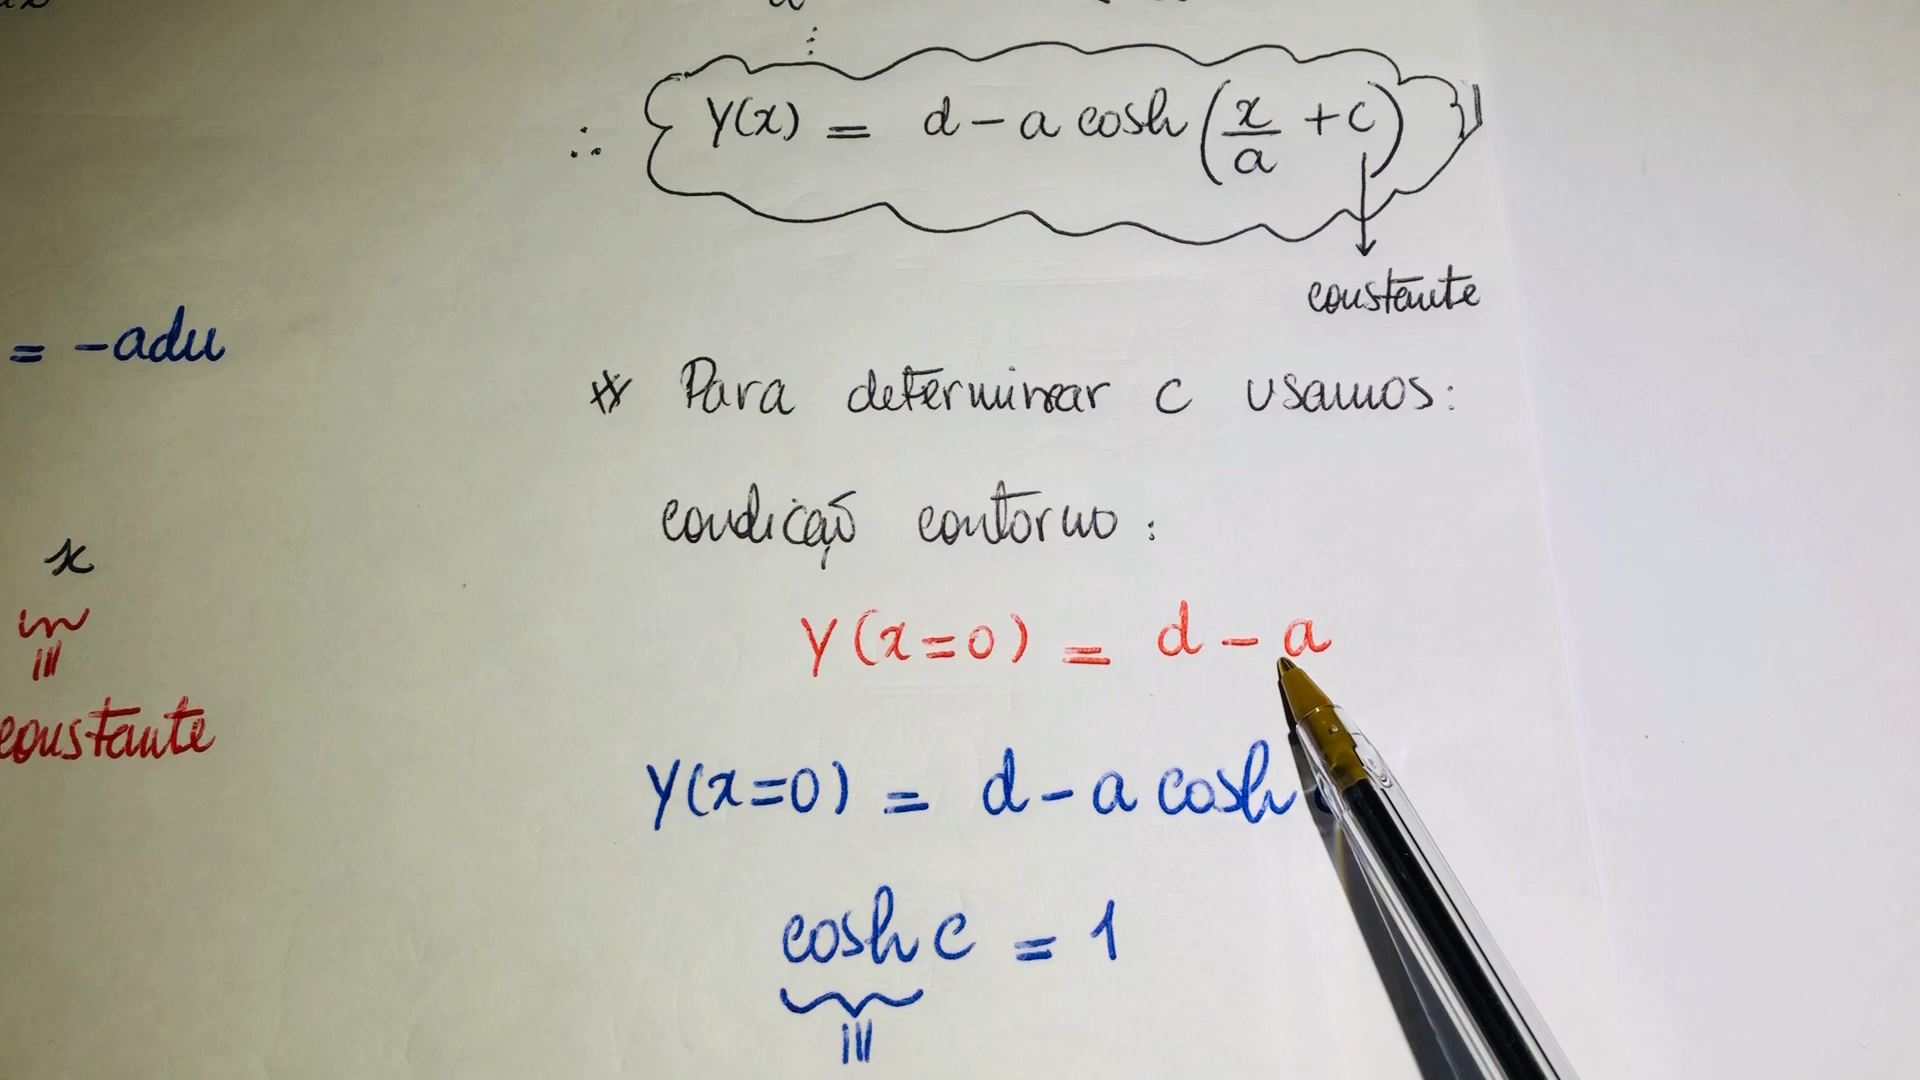 ∴ y(x) = d - a cosh (x/a + c)
constante
= -adu
* Para determinar c usamos:
condição contorno:
x
y(x=0) = d - a
constante
y(x=0) = d - a cosh
cosh c = 1